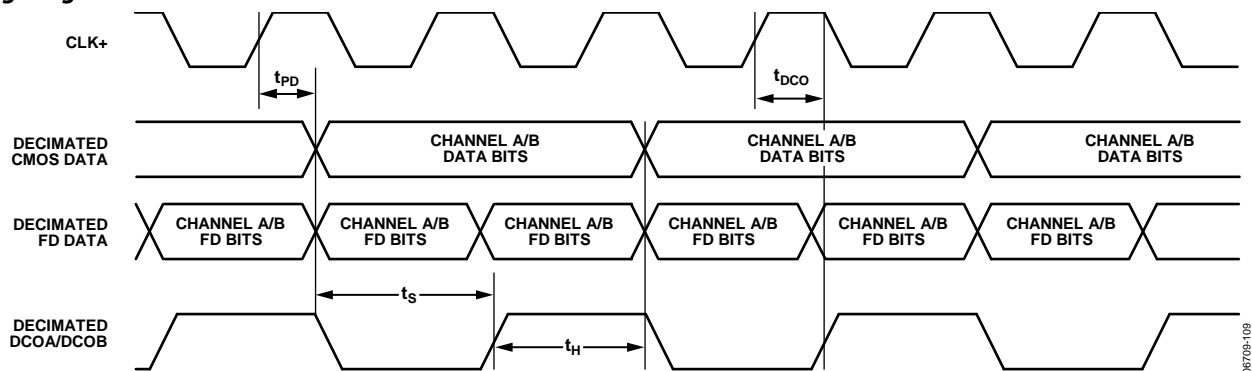 CLK+
tPD
tDCO
DECIMATED
CMOS DATA
CHANNEL A/B
DATA BITS
CHANNEL A/B
DATA BITS
CHANNEL A/B
DATA BITS
DECIMATED
FD DATA
CHANNEL A/B
FD BITS
CHANNEL A/B
FD BITS
CHANNEL A/B
FD BITS
CHANNEL A/B
FD BITS
CHANNEL A/B
FD BITS
CHANNEL A/B
FD BITS
tS
DECIMATED
DCOA/DCOB
tH
06709-109